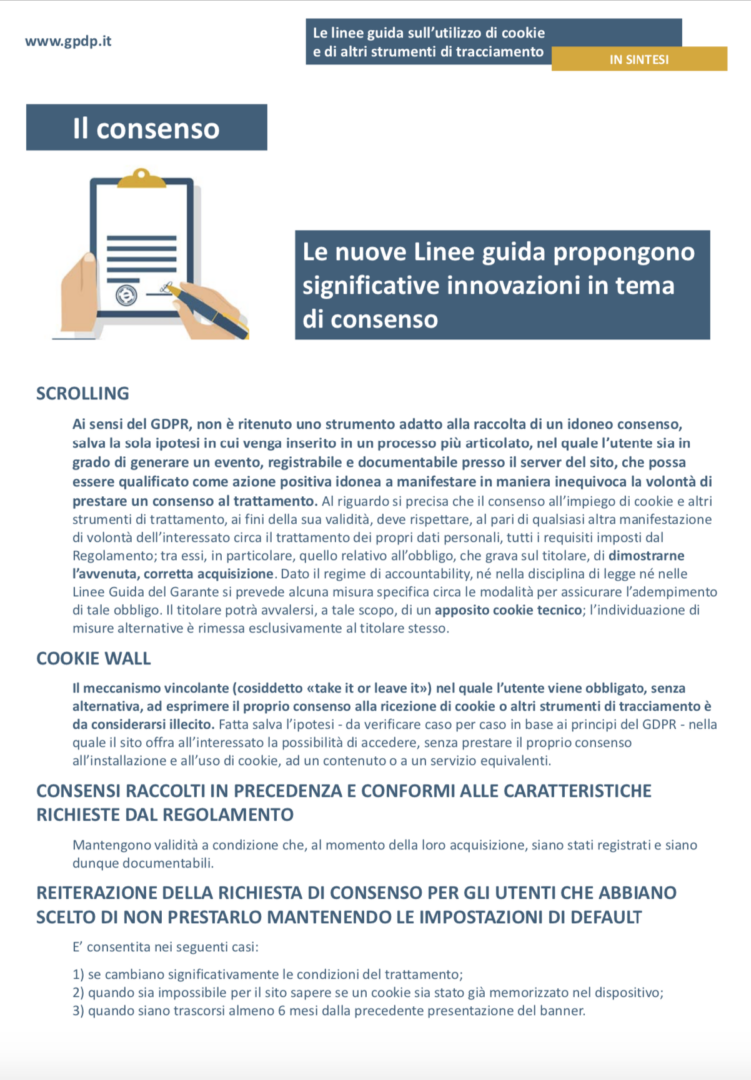 www.gpdp.it
Le linee guida sull'utilizzo di cookie
e di altri strumenti di tracciamento
IN SINTESI
Il consenso
Le nuove Linee guida propongono
significative innovazioni in tema
di consenso
SCROLLING
Ai sensi del GDPR, non è ritenuto uno strumento adatto alla raccolta di un idoneo consenso,
salva la sola ipotesi in cui venga inserito in un processo più articolato, nel quale l'utente sia in
grado di generare un evento, registrabile e documentabile presso il server del sito, che possa
essere qualificato come azione positiva idonea a manifestare in maniera inequivoca la volontà di
prestare un consenso al trattamento. Al riguardo si precisa che il consenso all'impiego di cookie e altri
strumenti di trattamento, ai fini della sua validità, deve rispettare, al pari di qualsiasi altra manifestazione
di volontà dell'interessato circa il trattamento dei propri dati personali, tutti i requisiti imposti dal
Regolamento; tra essi, in particolare, quello relativo all'obbligo, che grava sul titolare, di dimostrarne
l'avvenuta, corretta acquisizione. Dato il regime di accountability, né nella disciplina di legge né nelle
Linee Guida del Garante si prevede alcuna misura specifica circa le modalità per assicurare l'adempimento
di tale obbligo. Il titolare potrà avvalersi, a tale scopo, di un apposito cookie tecnico; l'individuazione di
misure alternative è rimessa esclusivamente al titolare stesso.
COOKIE WALL
Il meccanismo vincolante (cosiddetto «take it or leave it») nel quale l'utente viene obbligato, senza
alternativa, ad esprimere il proprio consenso alla ricezione di cookie o altri strumenti di tracciamento è
da considerarsi illecito. Fatta salva l'ipotesi - da verificare caso per caso in base ai principi del GDPR - nella
quale il sito offra all'interessato la possibilità di accedere, senza prestare il proprio consenso
all'installazione e all'uso di cookie, ad un contenuto o a un servizio equivalenti.
CONSENSI RACCOLTI IN PRECEDENZA E CONFORMI ALLE CARATTERISTICHE
RICHIESTE DAL REGOLAMENTO
Mantengono validità a condizione che, al momento della loro acquisizione, siano stati registrati e siano
dunque documentabili.
REITERAZIONE DELLA RICHIESTA DI CONSENSO PER GLI UTENTI CHE ABBIANO
SCELTO DI NON PRESTARLO MANTENENDO LE IMPOSTAZIONI DI DEFAULT
E' consentita nei seguenti casi:
1) se cambiano significativamente le condizioni del trattamento;
2) quando sia impossibile per il sito sapere se un cookie sia stato già memorizzato nel dispositivo;
3) quando siano trascorsi almeno 6 mesi dalla precedente presentazione del banner.